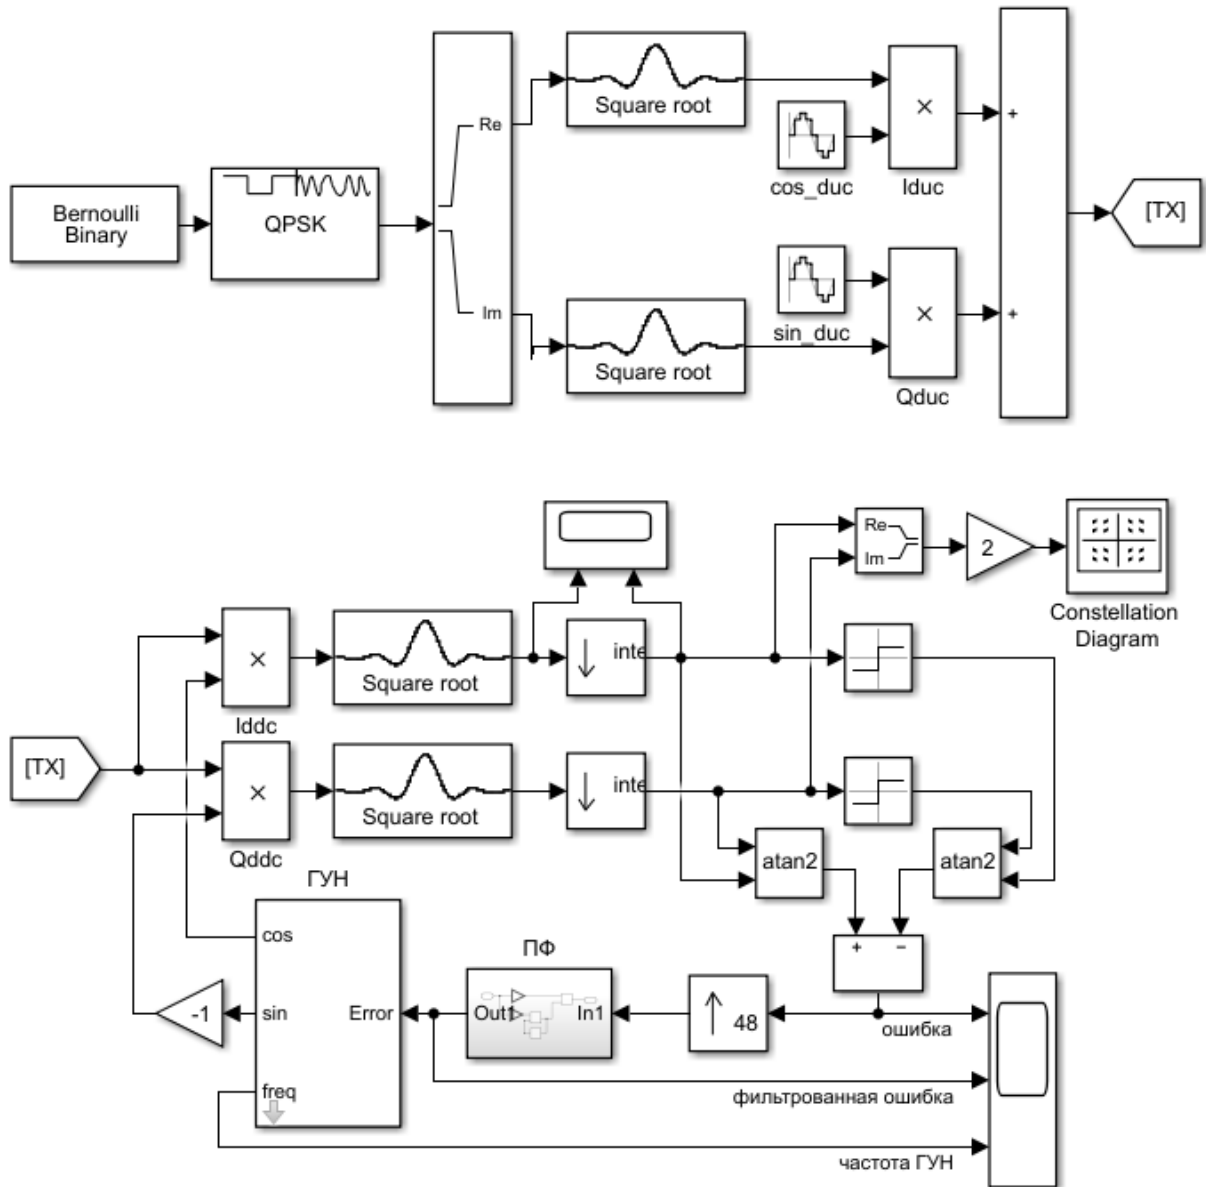 Square root
Re
cos_duc
×
Iduc
+
Bernoulli
Binary
QPSK
[TX]
Im
Square root
sin_duc
×
Qduc
+
Re
Im
2
Constellation
Diagram
×
Iddc
Square root
inte
[TX]
×
Qddc
Square root
inte
atan2
atan2
ГУН
cos
sin
freq
Error
-1
ПФ
Out1
In1
48
+ −
ошибка
фильтрованная ошибка
частота ГУН